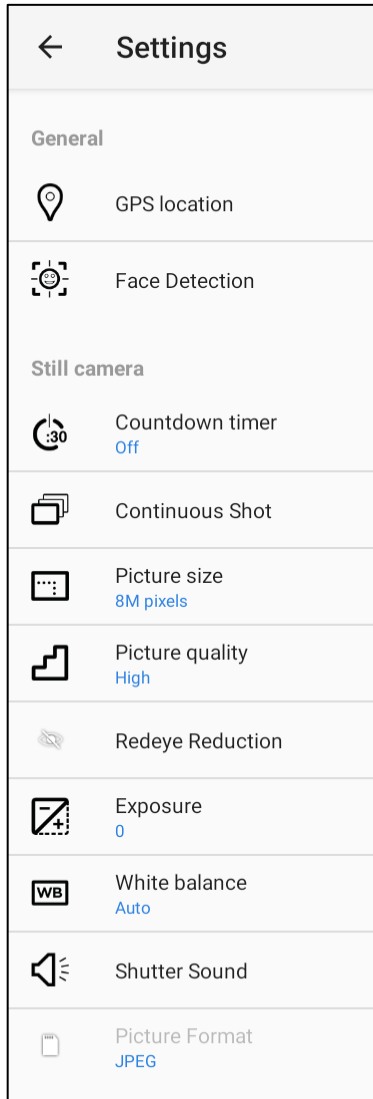 Settings
General
GPS location
Face Detection
Still camera
:30
Countdown timer
Off
Continuous Shot
Picture size
8M pixels
Picture quality
High
Redeye Reduction
Exposure
0
WB
White balance
Auto
Shutter Sound
Picture Format
JPEG